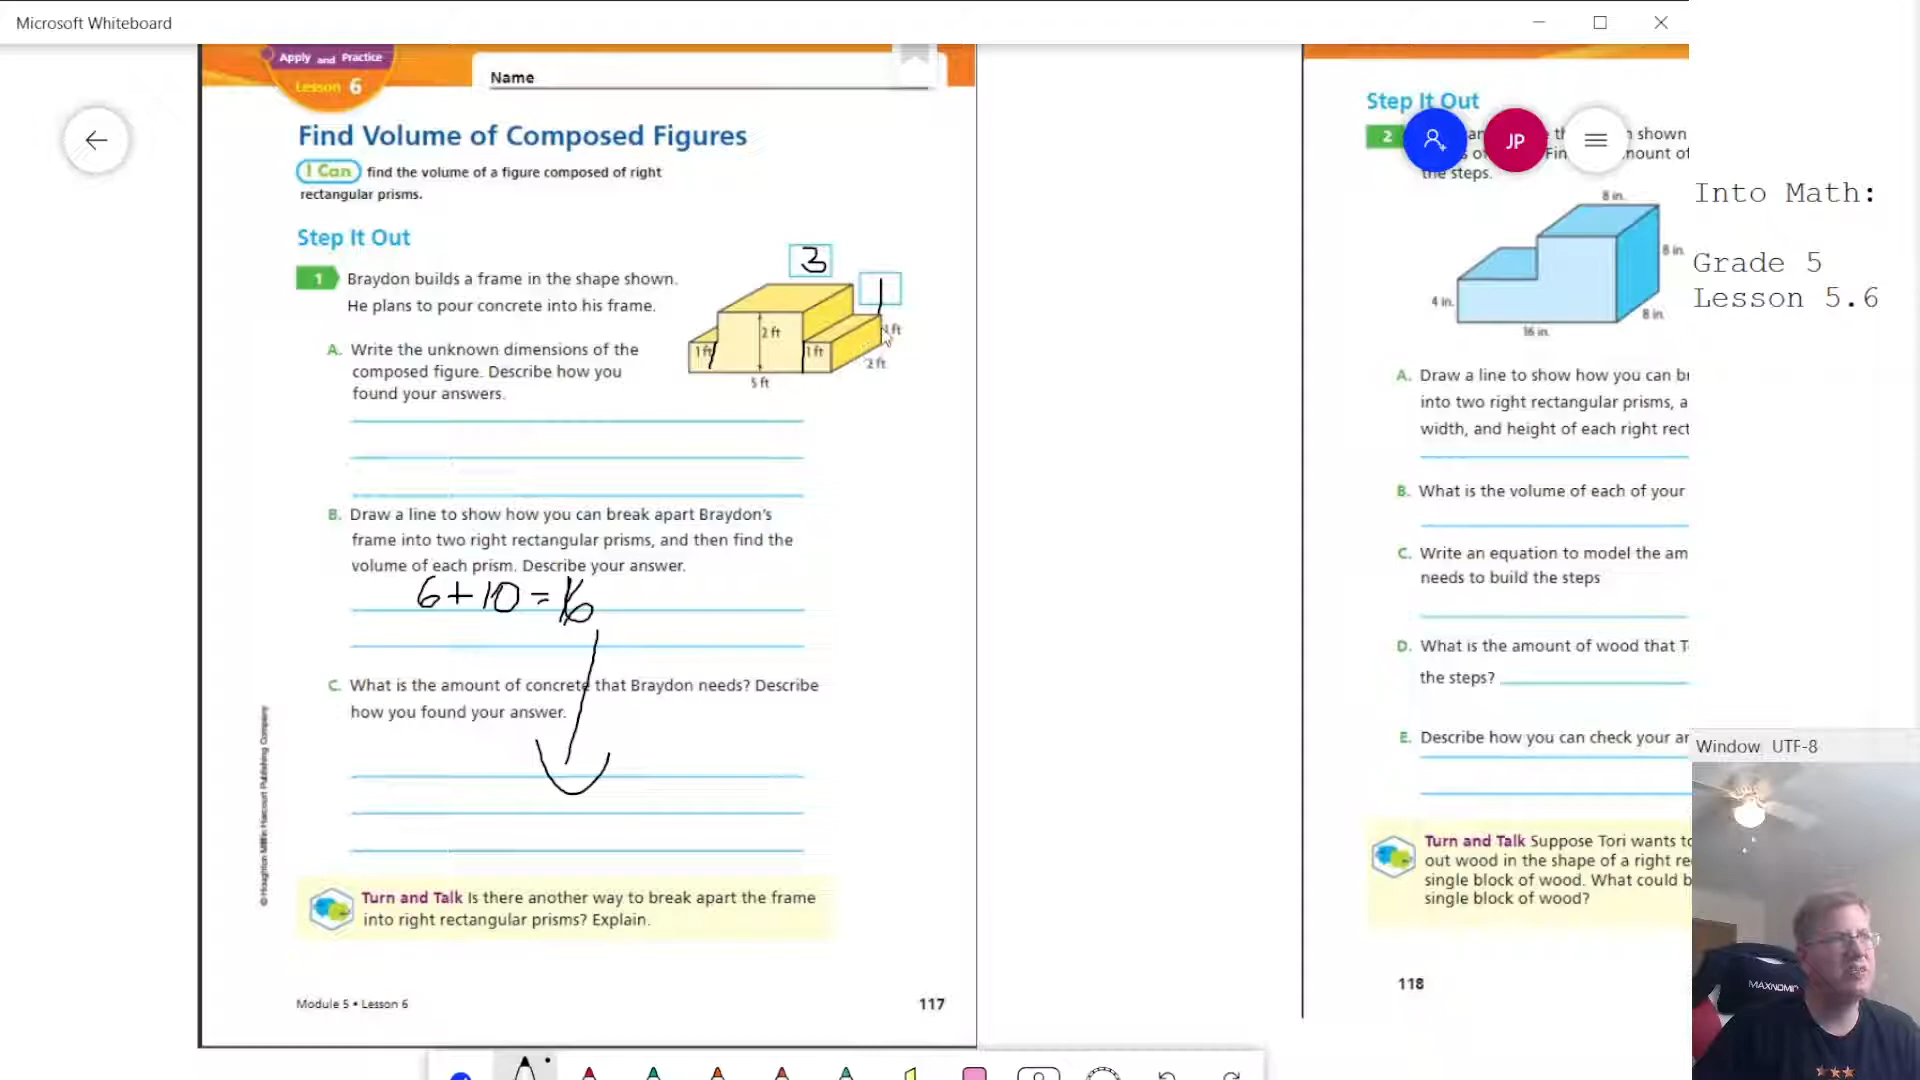 Microsoft Whiteboard
Apply and Practice
Lesson 6
Name
Find Volume of Composed Figures
I Can find the volume of a figure composed of right
rectangular prisms.
Step It Out
1 Braydon builds a frame in the shape shown.
He plans to pour concrete into his frame.
3
1
2 ft
1 ft
1 ft
1 ft
2 ft
5 ft
A. Write the unknown dimensions of the
composed figure. Describe how you
found your answers.
B. Draw a line to show how you can break apart Braydon's
frame into two right rectangular prisms, and then find the
volume of each prism. Describe your answer.
6+10=16
C. What is the amount of concrete that Braydon needs? Describe
how you found your answer.
Turn and Talk Is there another way to break apart the frame
into right rectangular prisms? Explain.
© Houghton Mifflin Harcourt Publishing Company
Module 5 • Lesson 6
117
Step It Out
2
shown
the steps.
JP
8 in.
8 in.
4 in.
8 in.
16 in.
A. Draw a line to show how you can b
into two right rectangular prisms, a
width, and height of each right rect
B. What is the volume of each of your
C. Write an equation to model the am
needs to build the steps
D. What is the amount of wood that T
the steps?
E. Describe how you can check your a
Turn and Talk Suppose Tori wants to
out wood in the shape of a right re
single block of wood. What could b
single block of wood?
118
Into Math:
Grade 5
Lesson 5.6
Window UTF-8
MAXNOMIC